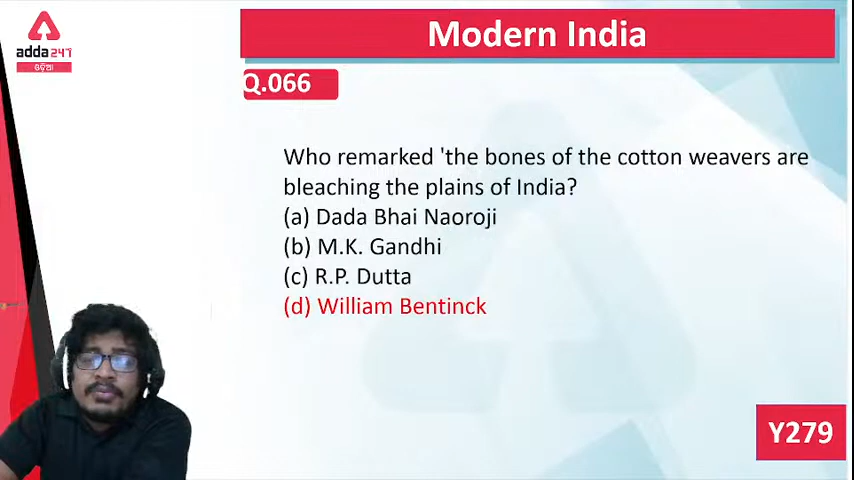 adda247
ଓଡ଼ିଆ
Modern India
Q.066
Who remarked 'the bones of the cotton weavers are
bleaching the plains of India?
(a) Dada Bhai Naoroji
(b) M.K. Gandhi
(c) R.P. Dutta
(d) William Bentinck
Y279